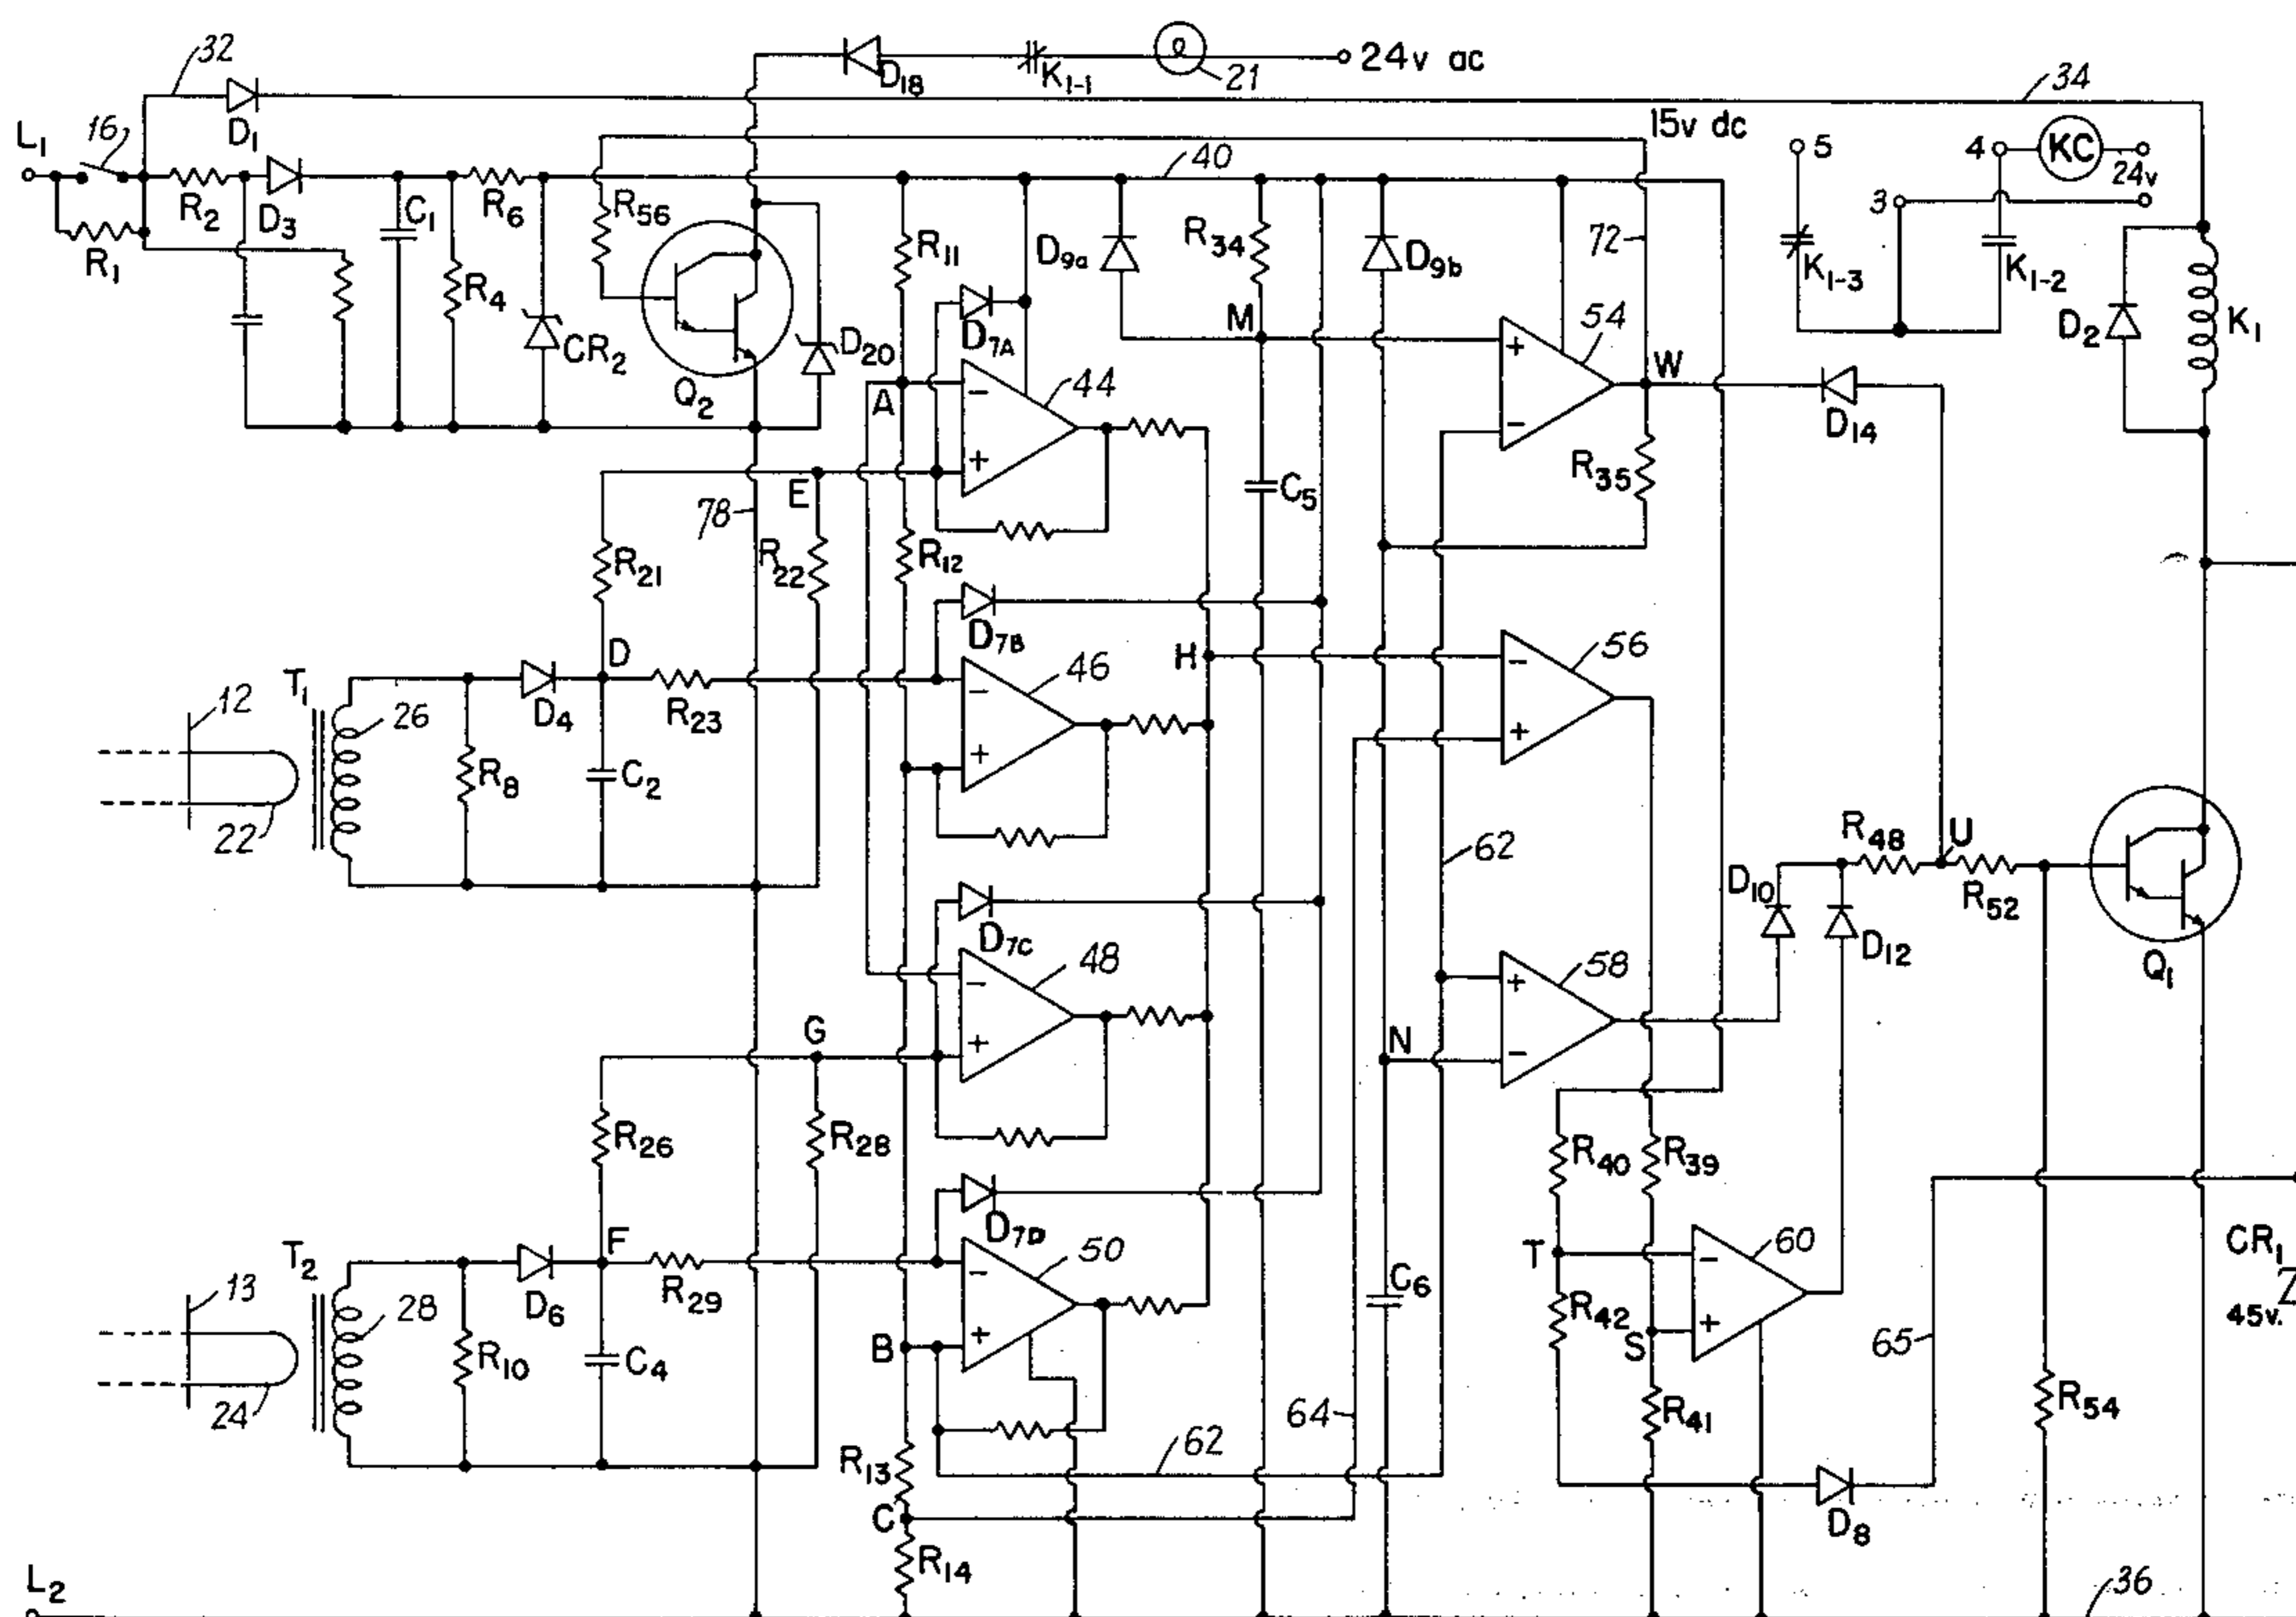 32
D18
K1-1
21
24v ac
34
L1
16
D1
15v dc
5
4
KC
24v
3
40
R2
D3
C1
R6
R56
R1
R4
CR2
Q2
D20
R11
D9a
R34
D9b
72
K1-3
K1-2
D2
K1
D7A
M
54
W
A
44
D14
78
E
C5
R35
R21
R22
R12
D7B
T1
D
H
56
12
26
D4
R23
46
R8
C2
22
62
R48
U
D10
R52
D7C
D12
Q1
48
58
G
N
R26
R28
R40
R39
D7D
T2
F
50
T
60
CR1
13
28
D6
R29
C6
R42
45v.
R10
C4
B
S
65
24
64
R41
R54
R13
62
C
D8
R14
L2
36
- + - + - + - + + - - + + - - +